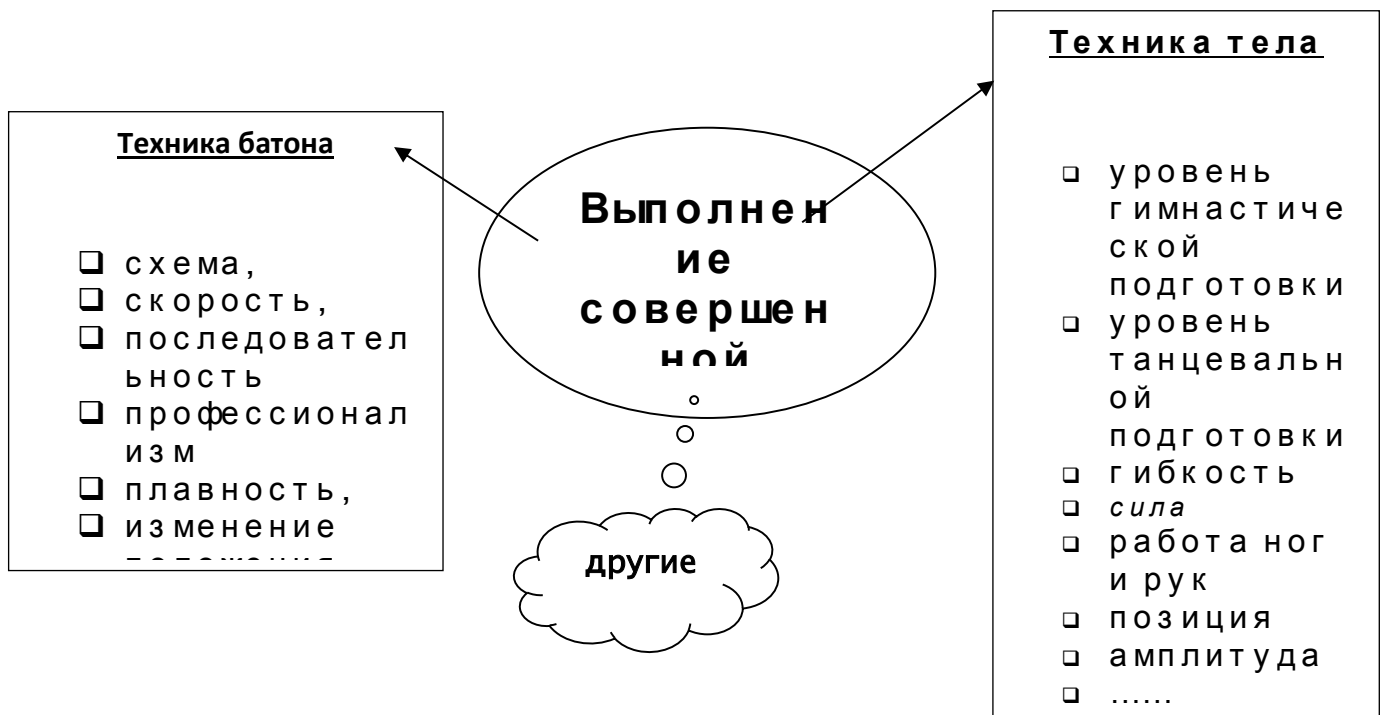 Техника батона
схема,
скорость,
последовател
ьность
профессионал
изм
плавность,
изменение
Выполнен
ие
совершен
ной
другие
Техника тела
уровень
гимнастиче
ской
подготовки
уровень
танцевальн
ой
подготовки
гибкость
сила
работа ног
и рук
позиция
амплитуда
......